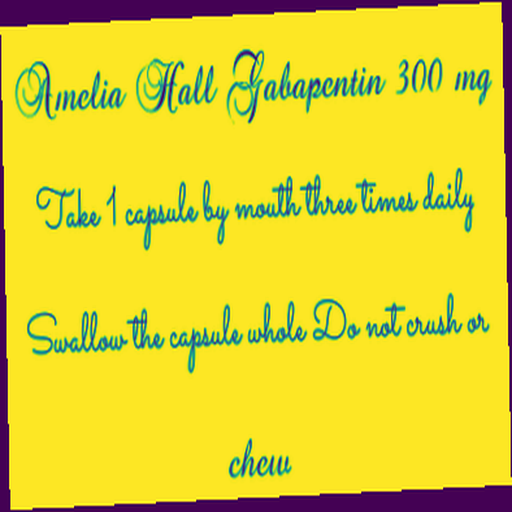 Amelia Hall Gabapentin 300 mg
Take 1 capsule by mouth three times daily
Swallow the capsule whole Do not crush or
chew